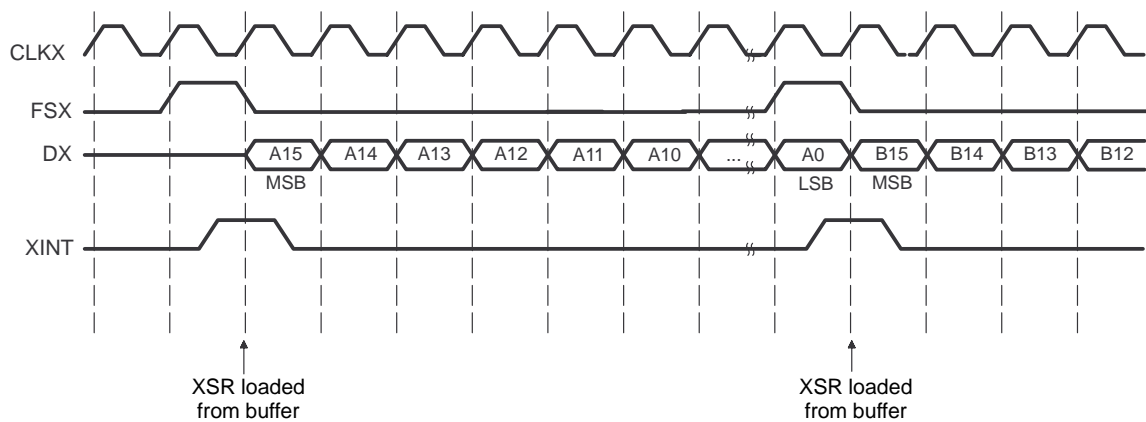 CLKX
FSX
DX A15 A14 A13 A12 A11 A10 ... A0 B15 B14 B13 B12
MSB LSB MSB
XINT
XSR loaded XSR loaded
from buffer from buffer